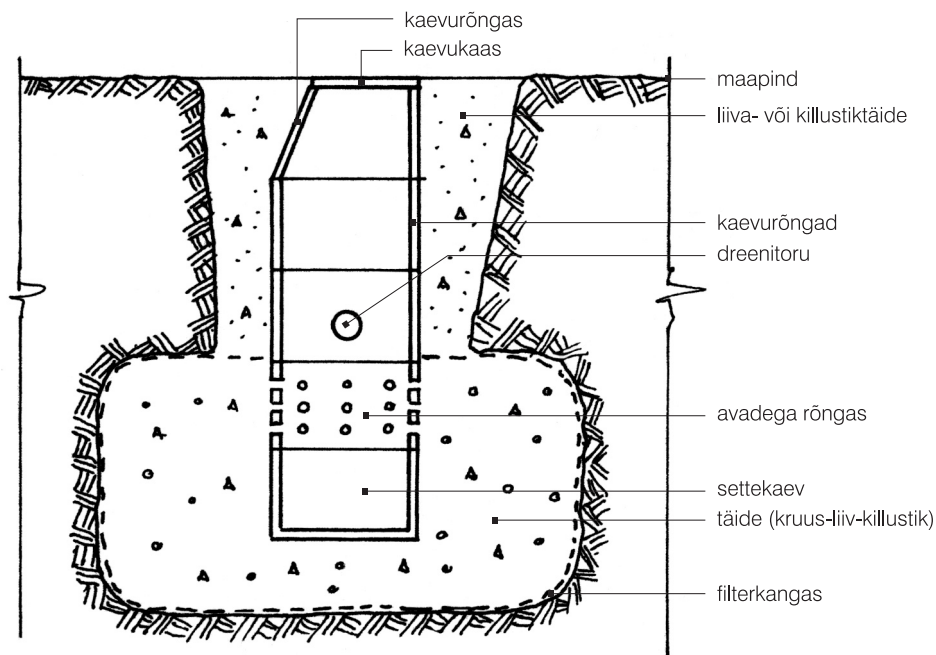 kaevurõngas
kaevukaas
maapind
liiva- või killustiktäide
kaevurõngad
dreenitoru
avadega rõngas
settekaev
täide (kruus-liiv-killustik)
filterkangas